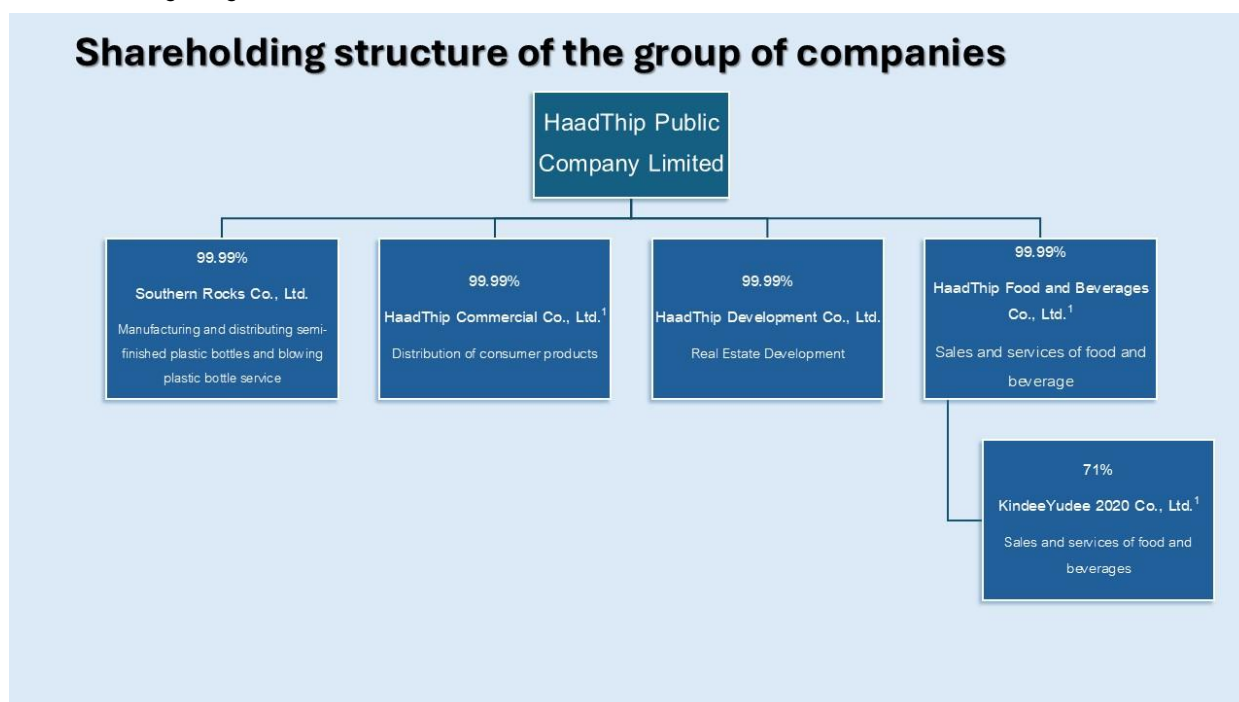 Shareholding structure of the group of companies
HaadThip Public
Company Limited
99.99%
Southern Rocks Co., Ltd.
Manufacturing and distributing semi-
finished plastic bottles and blowing
plastic bottle service
99.99%
HaadThip Commercial Co., Ltd.¹
Distribution of consumer products
99.99%
HaadThip Development Co., Ltd.
Real Estate Development
99.99%
HaadThip Food and Beverages
Co., Ltd.¹
Sales and services of food and
beverage
71%
KindeeYudee 2020 Co., Ltd.¹
Sales and services of food and
beverages